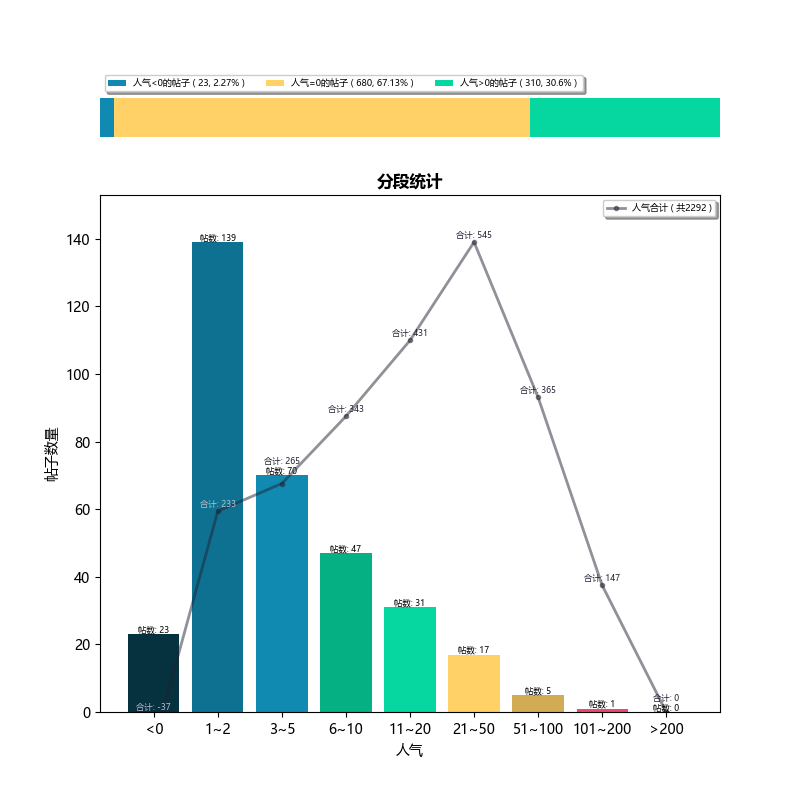 人气<0的帖子 ( 23, 2.27% ) 人气=0的帖子 ( 680, 67.13% ) 人气>0的帖子 ( 310, 30.6% )
分段统计
人气合计 ( 共2292 )
帖子数量
140
120
100
80
60
40
20
0
帖数: 23
帖数: 139
帖数: 70
帖数: 47
帖数: 31
帖数: 17
帖数: 5
帖数: 1
帖数: 0
合计: -37
合计: 233
合计: 265
合计: 343
合计: 431
合计: 545
合计: 365
合计: 147
合计: 0
<0 1~2 3~5 6~10 11~20 21~50 51~100 101~200 >200
人气